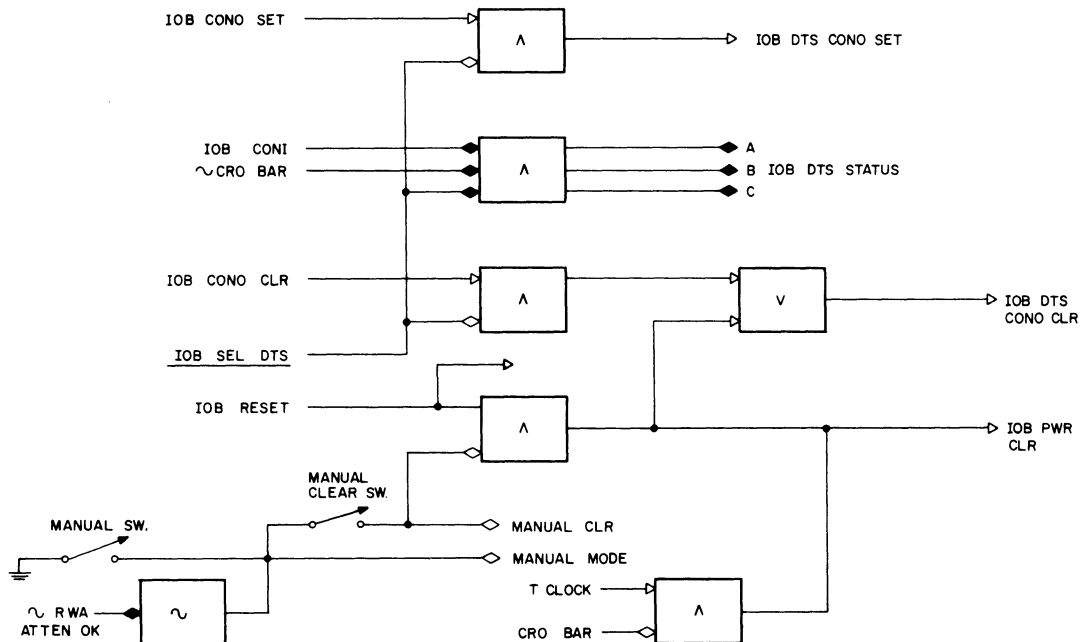 IOB CONO SET
Λ
IOB DTS CONO SET
IOB CONI
Λ
A
∼CRO BAR
B IOB DTS STATUS
C
IOB CONO CLR
Λ
V
IOB DTS
CONO CLR
IOB SEL DTS
IOB RESET
Λ
IOB PWR
CLR
MANUAL
CLEAR SW.
MANUAL SW.
MANUAL CLR
MANUAL MODE
∼ RWA
ATTEN OK
∼
T CLOCK
Λ
CRO BAR